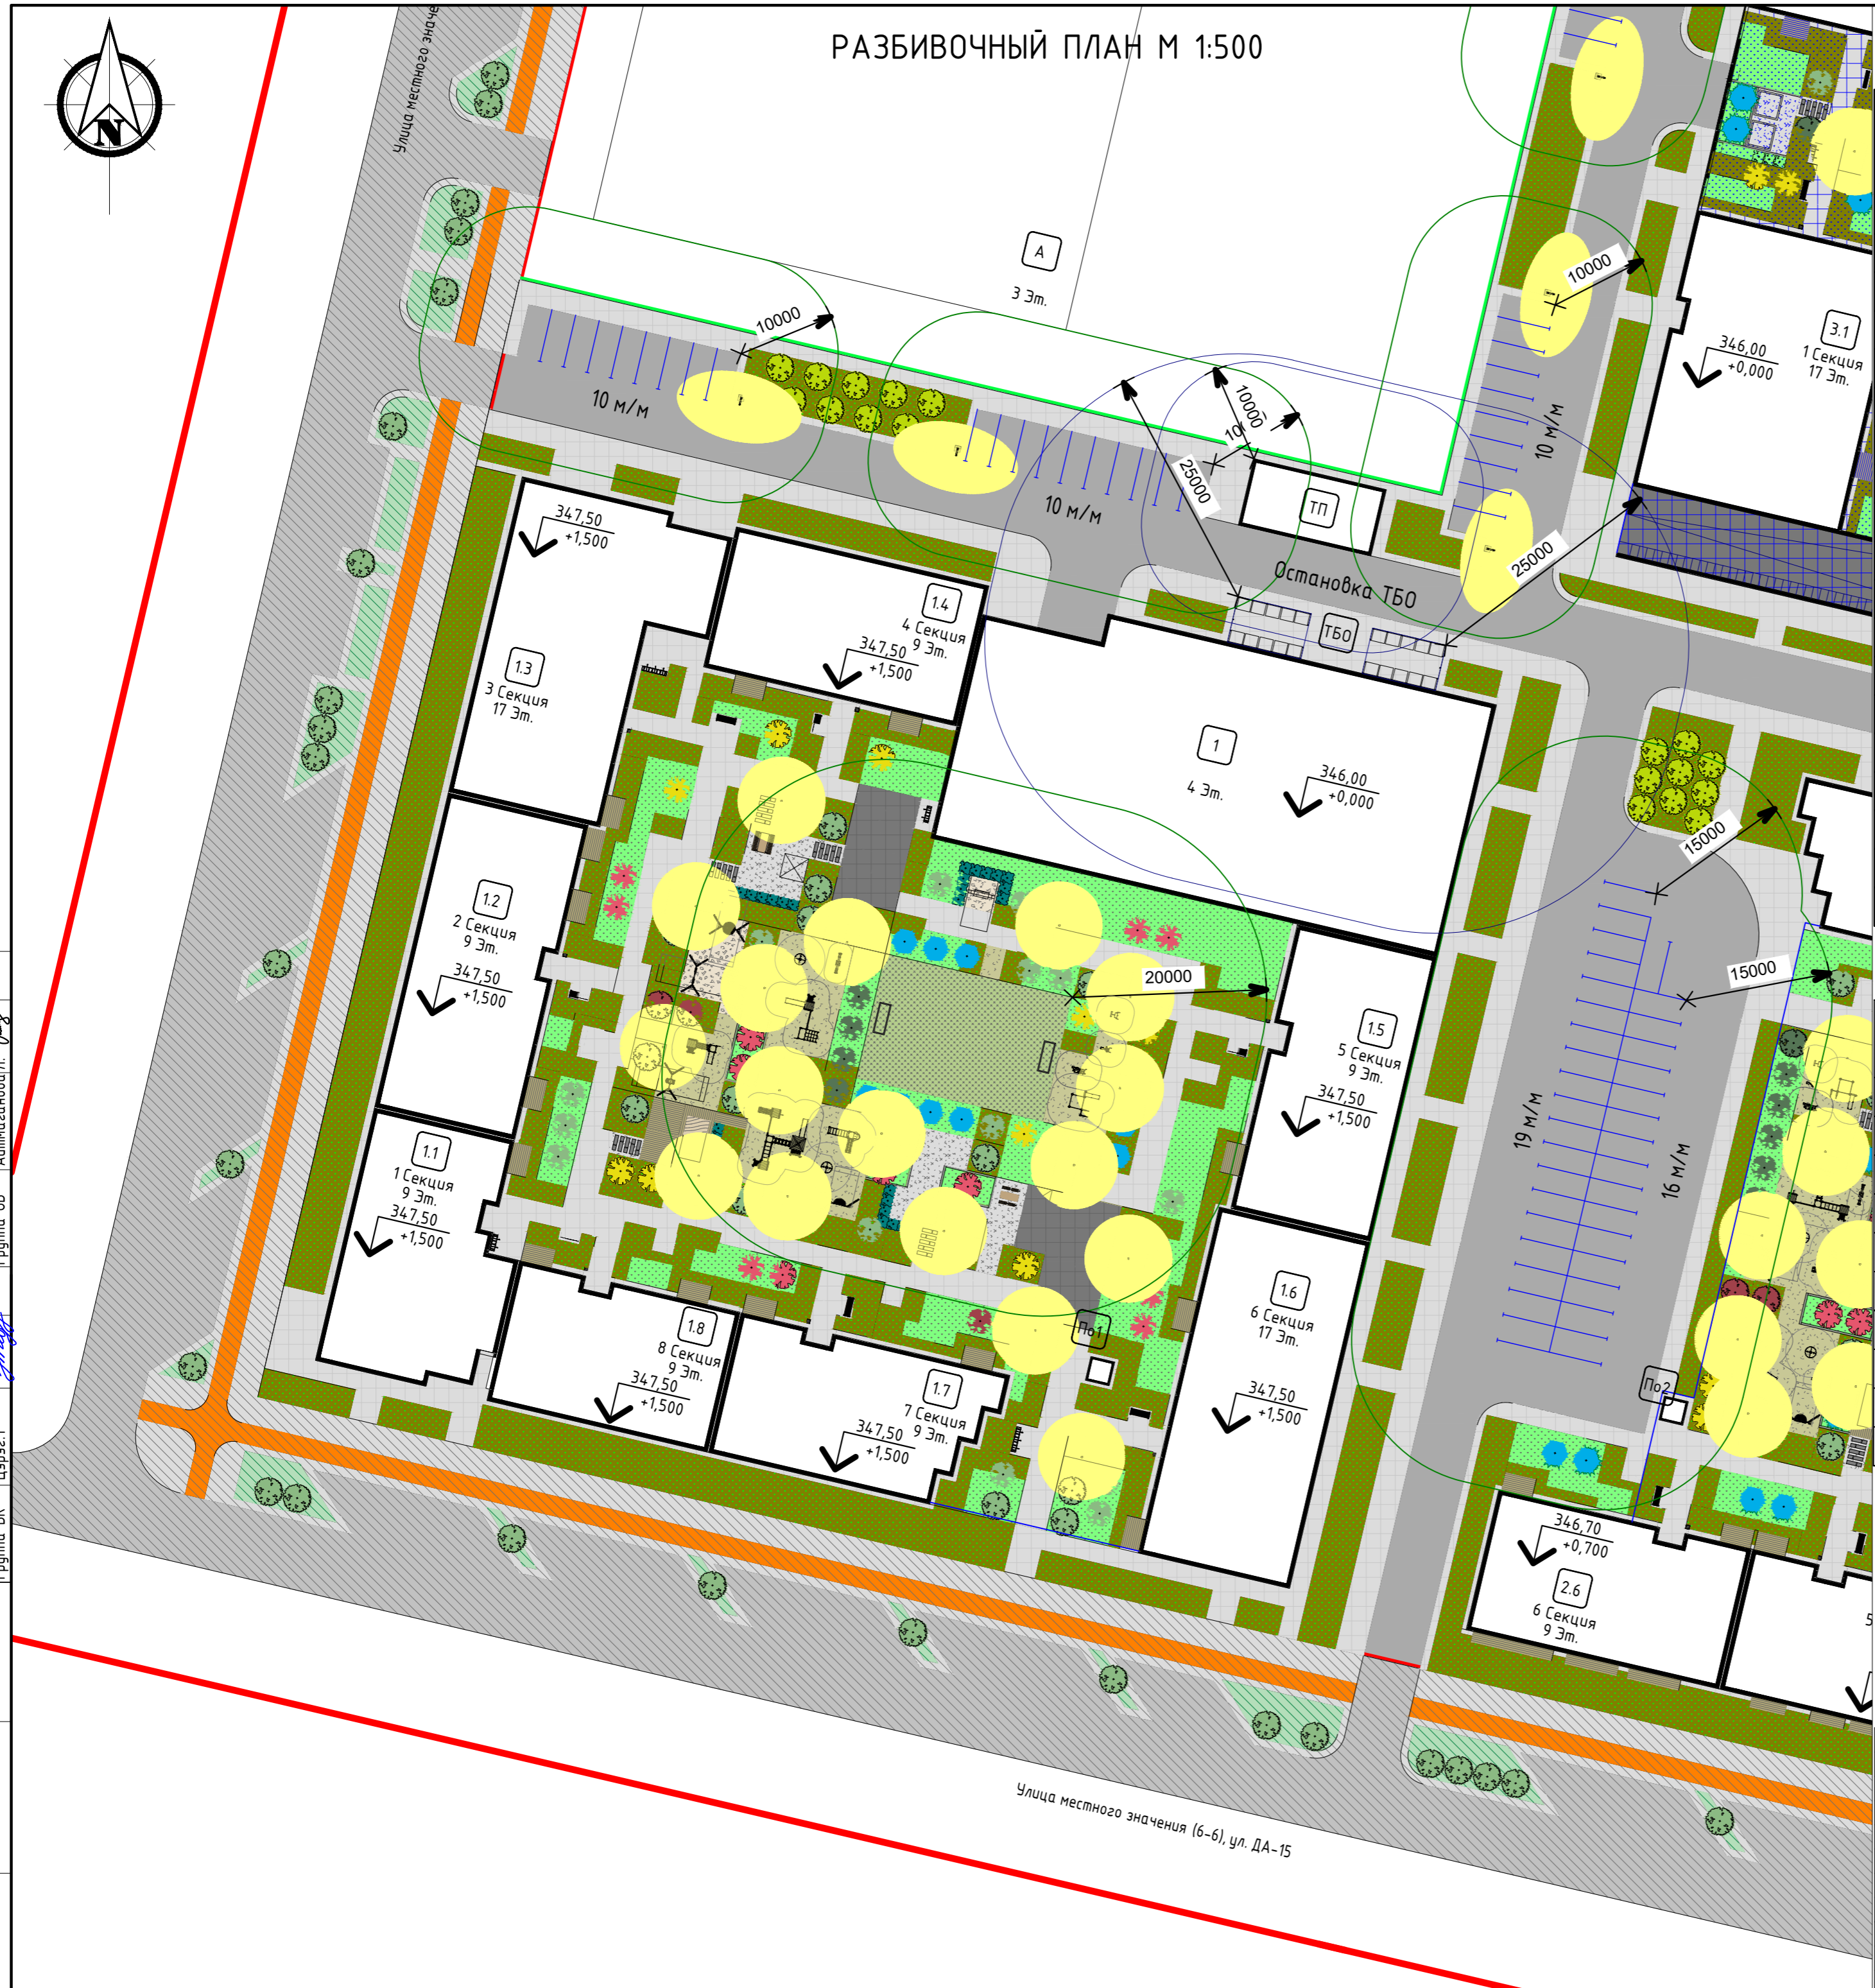 РАЗБИВОЧНЫЙ ПЛАН М 1:500
N
А
3 Эт.
10000
10000
3.1
1 Секция
17 Эт.
346,00
+0,000
10 м/м
10000
25000
10 м/м
10 м/м
ТП
347,50
+1,500
25000
Остановка ТБО
ТБО
1.4
4 Секция
9 Эт.
347,50
+1,500
1.3
3 Секция
17 Эт.
1
4 Эт.
346,00
+0,000
15000
1.2
2 Секция
9 Эт.
347,50
+1,500
20000
15000
1.5
5 Секция
9 Эт.
347,50
+1,500
19 м/м
16 м/м
1.1
1 Секция
9 Эт.
347,50
+1,500
1.6
6 Секция
17 Эт.
347,50
+1,500
По1
1.8
8 Секция
9 Эт.
347,50
+1,500
1.7
7 Секция
9 Эт.
347,50
+1,500
По2
346,70
+0,700
2.6
6 Секция
9 Эт.
Улица местного значения (6-6), ул. ДА-15
Улица местного